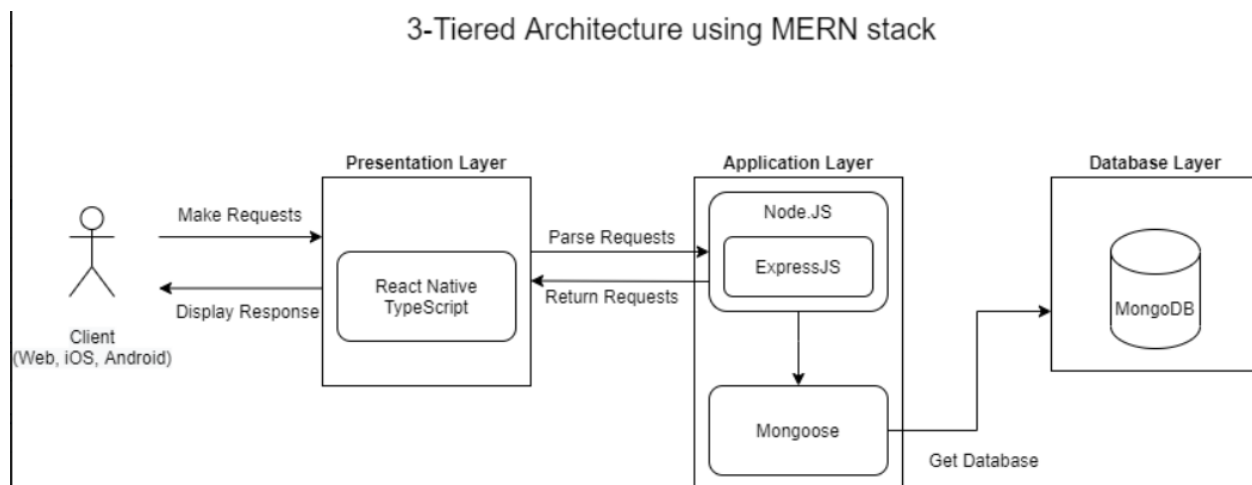 3-Tiered Architecture using MERN stack
Presentation Layer
Application Layer
Database Layer
Make Requests
Display Response
Client
(Web, iOS, Android)
React Native
TypeScript
Parse Requests
Return Requests
Node.JS
ExpressJS
Mongoose
Get Database
MongoDB